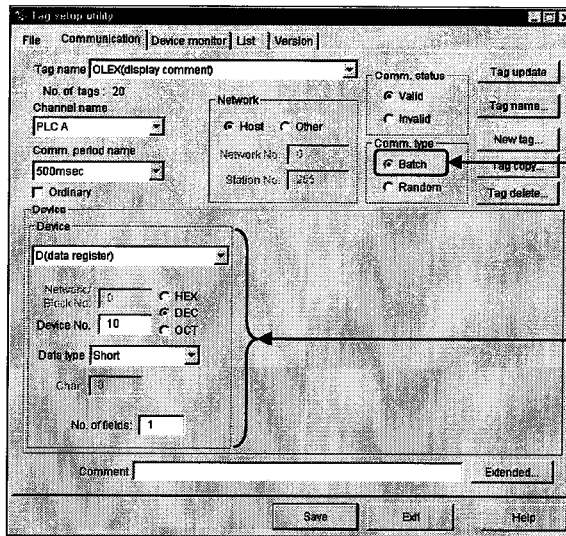 Tag setup utility
File Communication Device monitor List Version
Tag name OLEX(display comment)
No. of tags : 20
Channel name
PLC A
Comm. period name
500msec
Ordinary
Network
Host Other
Network No. 0
Station No. 255
Comm. status
Valid
Invalid
Comm. type
Batch
Random
Tag update
Tag name...
New tag...
Tag copy...
Tag delete...
Device
Device
D(data register)
Network/
Block No. 0
HEX
DEC
OCT
Device No. 10
Data type Short
Char. 0
No. of fields: 1
Comment
Extended...
Save Exit Help